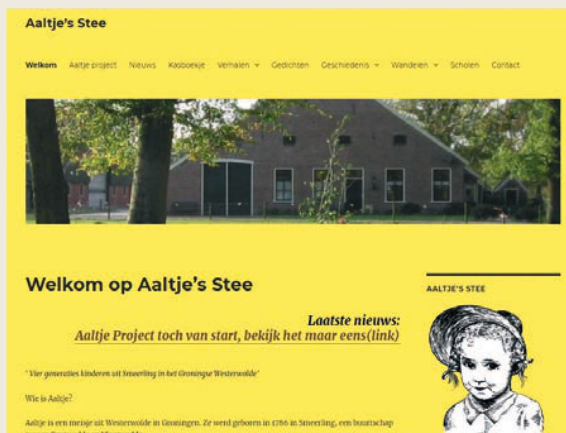 Aaltje's Stee
Welkom Aaltje project Nieuws Kasboekje Verhalen Gedichten Geschiedenis Wandelen Scholen Contact
Welkom op Aaltje's Stee
Laatste nieuws:
Aaltje Project toch van start, bekijk het maar eens(link)
' Vier generaties kinderen uit Smeerling in het Groningse Westerwolde'
Wie is Aaltje?
Aaltje is een meisje uit Westerwolde in Groningen. Ze werd geboren in 1786 in Smeerling, een buurtschap
AALTJE'S STEE